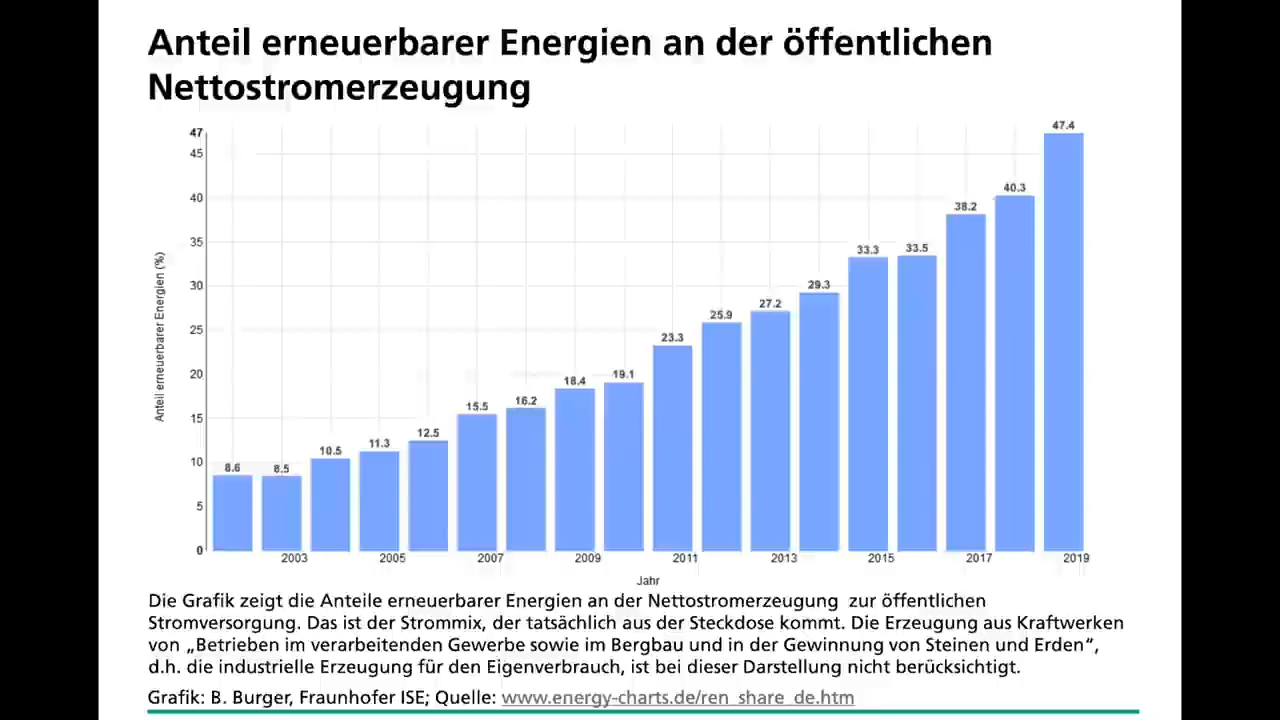 Anteil erneuerbarer Energien an der öffentlichen
Nettostromerzeugung
47
45
40
35
30
25
20
15
10
5
0
Anteil erneuerbarer Energien (%)
8.6
8.5
10.5
11.3
12.5
15.5
16.2
18.4
19.1
23.3
25.9
27.2
29.3
33.3
33.5
38.2
40.3
47.4
2003 2005 2007 2009 2011 2013 2015 2017 2019
Jahr
Die Grafik zeigt die Anteile erneuerbarer Energien an der Nettostromerzeugung zur öffentlichen
Stromversorgung. Das ist der Strommix, der tatsächlich aus der Steckdose kommt. Die Erzeugung aus Kraftwerken
von „Betrieben im verarbeitenden Gewerbe sowie im Bergbau und in der Gewinnung von Steinen und Erden“,
d.h. die industrielle Erzeugung für den Eigenverbrauch, ist bei dieser Darstellung nicht berücksichtigt.
Grafik: B. Burger, Fraunhofer ISE; Quelle: www.energy-charts.de/ren_share_de.htm